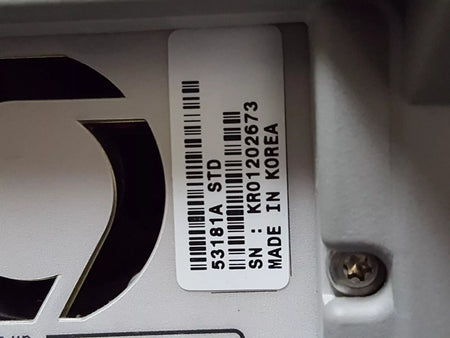 53181A STD
SN : KR01202673
MADE IN KOREA